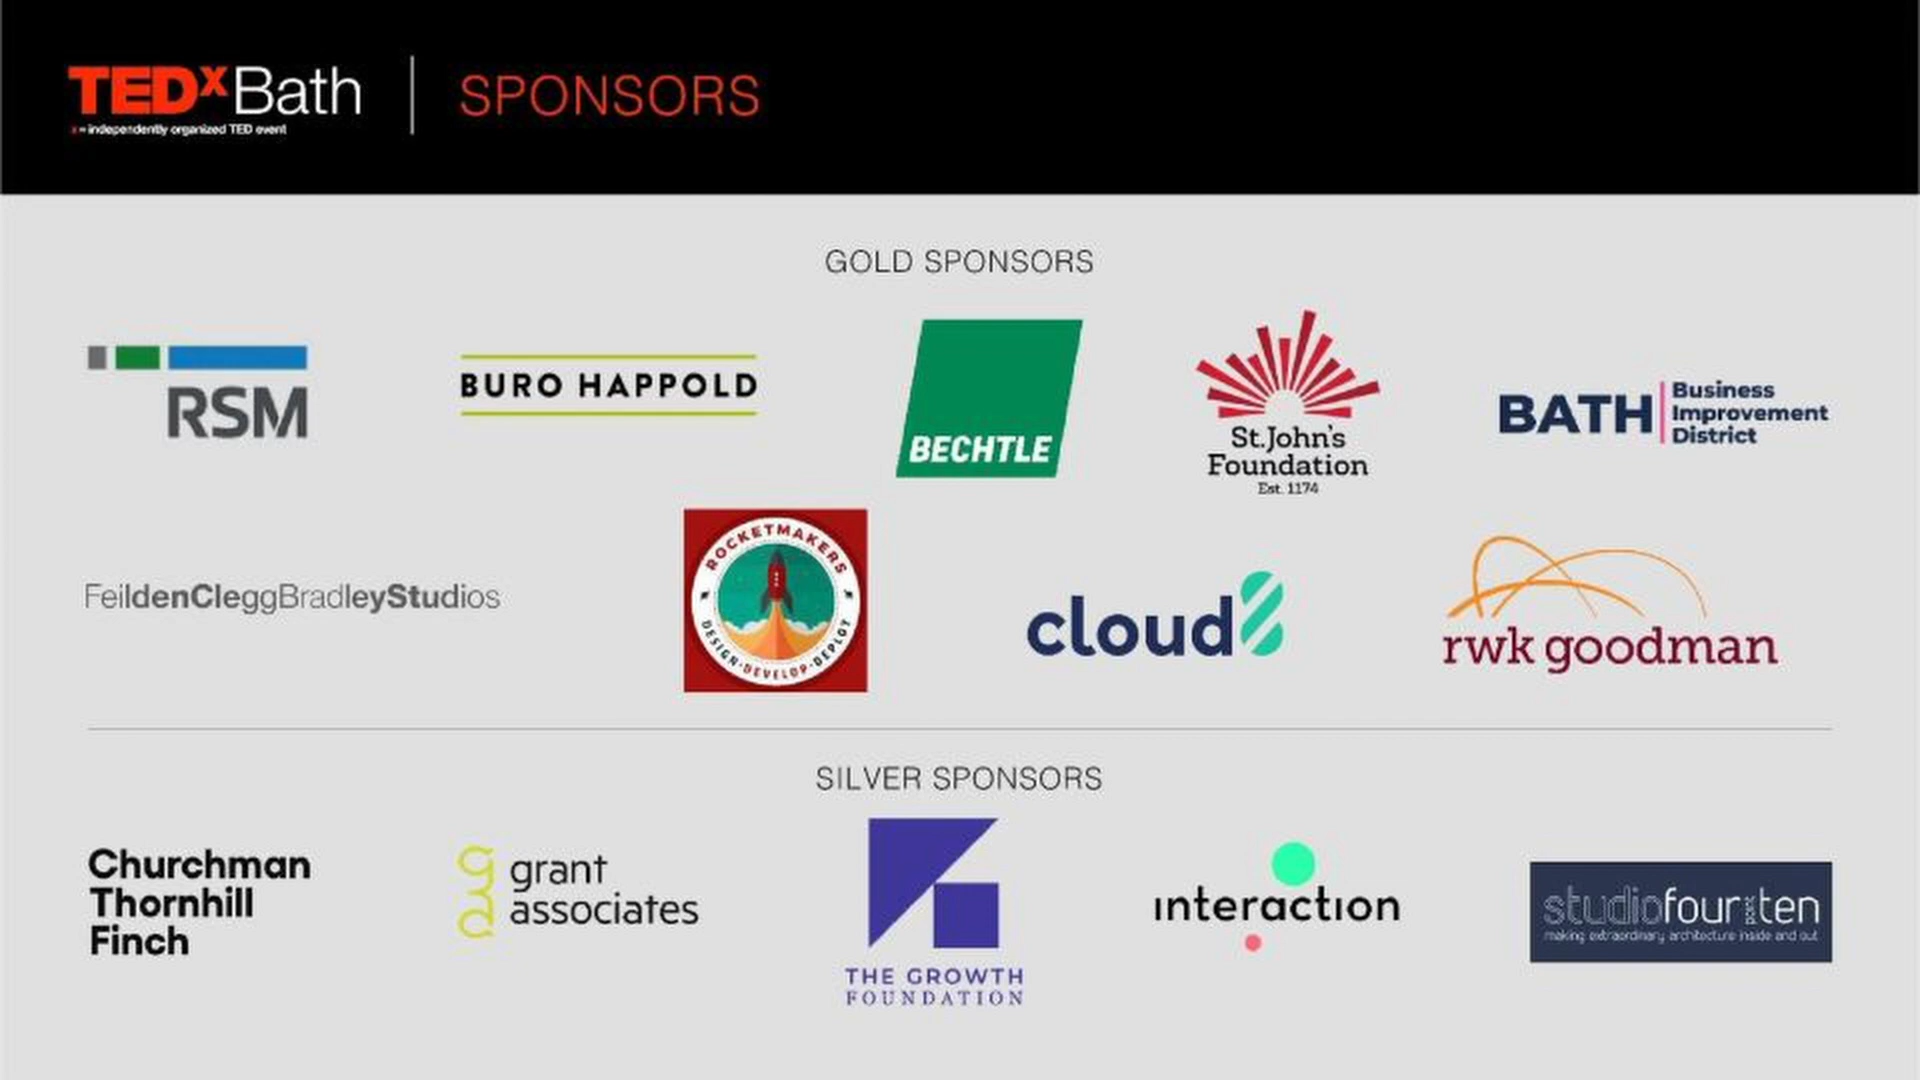 TEDxBath
x = independently organized TED event
SPONSORS
GOLD SPONSORS
RSM
BURO HAPPOLD
BECHTLE
St.John's
Foundation
Est. 1174
BATH
Business
Improvement
District
FeildenCleggBradleyStudios
ROCKETMAKERS
DESIGN · DEVELOP · DEPLOY
cloud8
rwk goodman
SILVER SPONSORS
Churchman
Thornhill
Finch
grant
associates
THE GROWTH
FOUNDATION
interaction
studiofourpointten
making extraordinary architecture inside and out